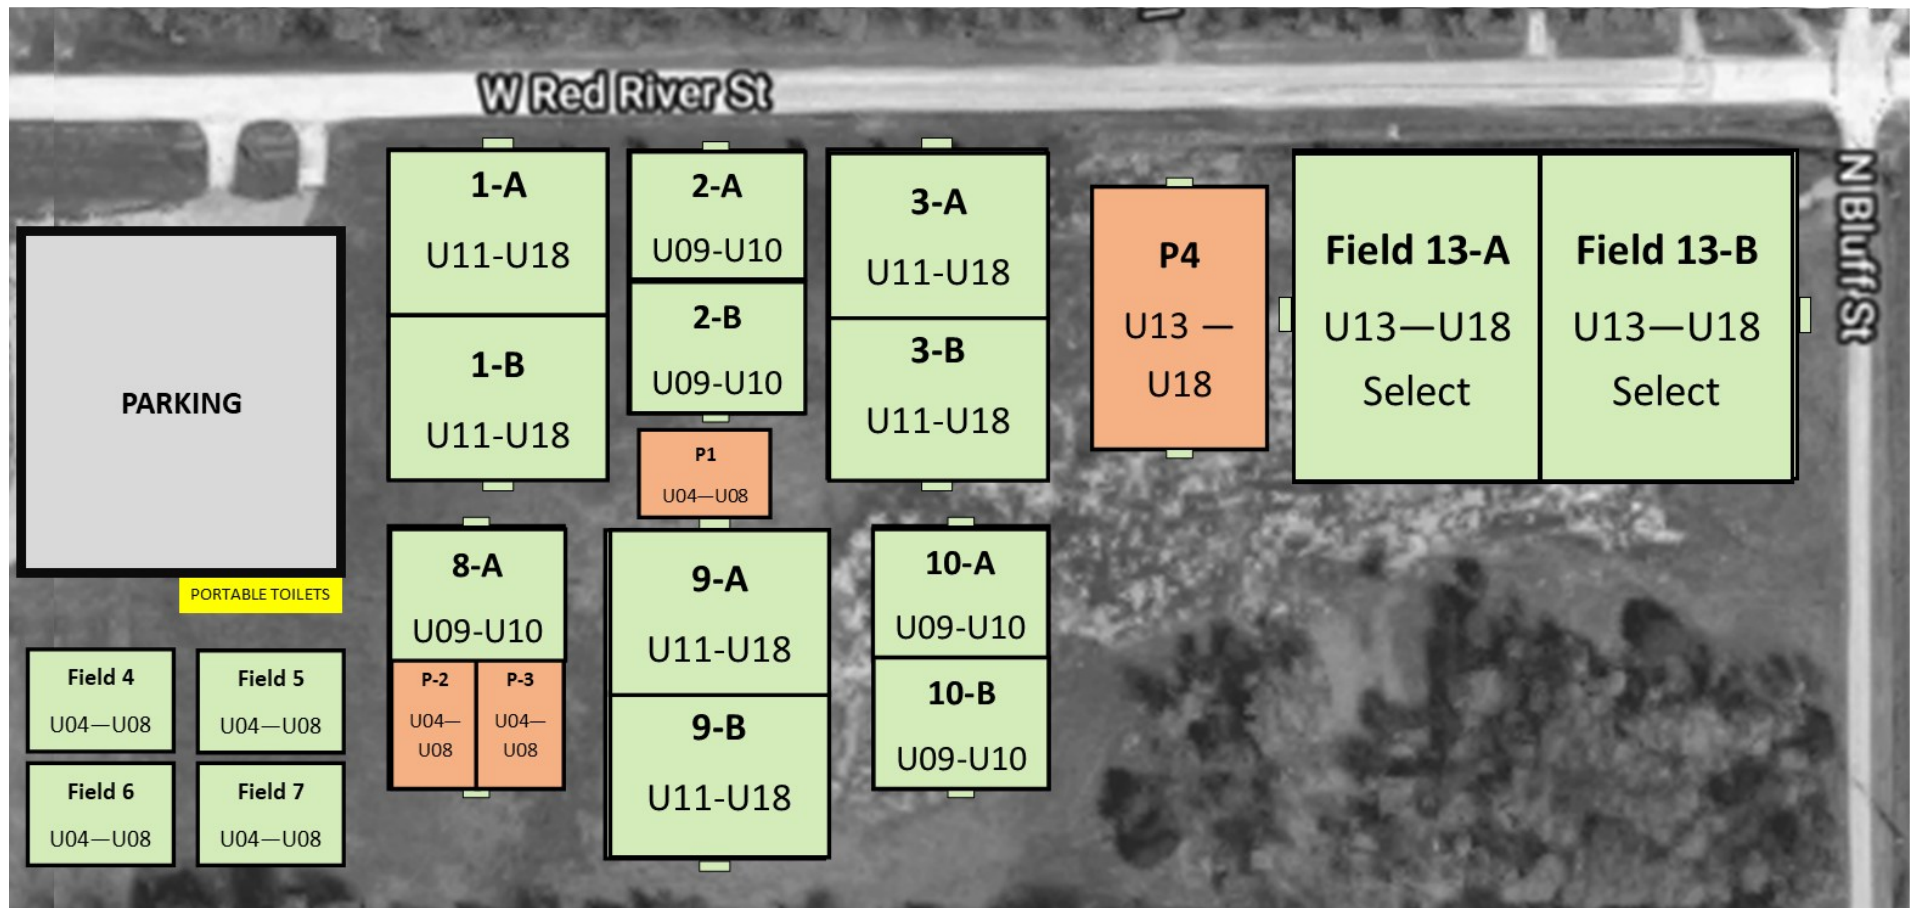 W Red River St
N Bluff St
1-A
U11-U18
1-B
U11-U18
2-A
U09-U10
2-B
U09-U10
P1
U04—U08
3-A
U11-U18
3-B
U11-U18
P4
U13 —
U18
Field 13-A
U13—U18
Select
Field 13-B
U13—U18
Select
PARKING
PORTABLE TOILETS
Field 4
U04—U08
Field 5
U04—U08
Field 6
U04—U08
Field 7
U04—U08
8-A
U09-U10
P-2
U04—
U08
P-3
U04—
U08
9-A
U11-U18
9-B
U11-U18
10-A
U09-U10
10-B
U09-U10